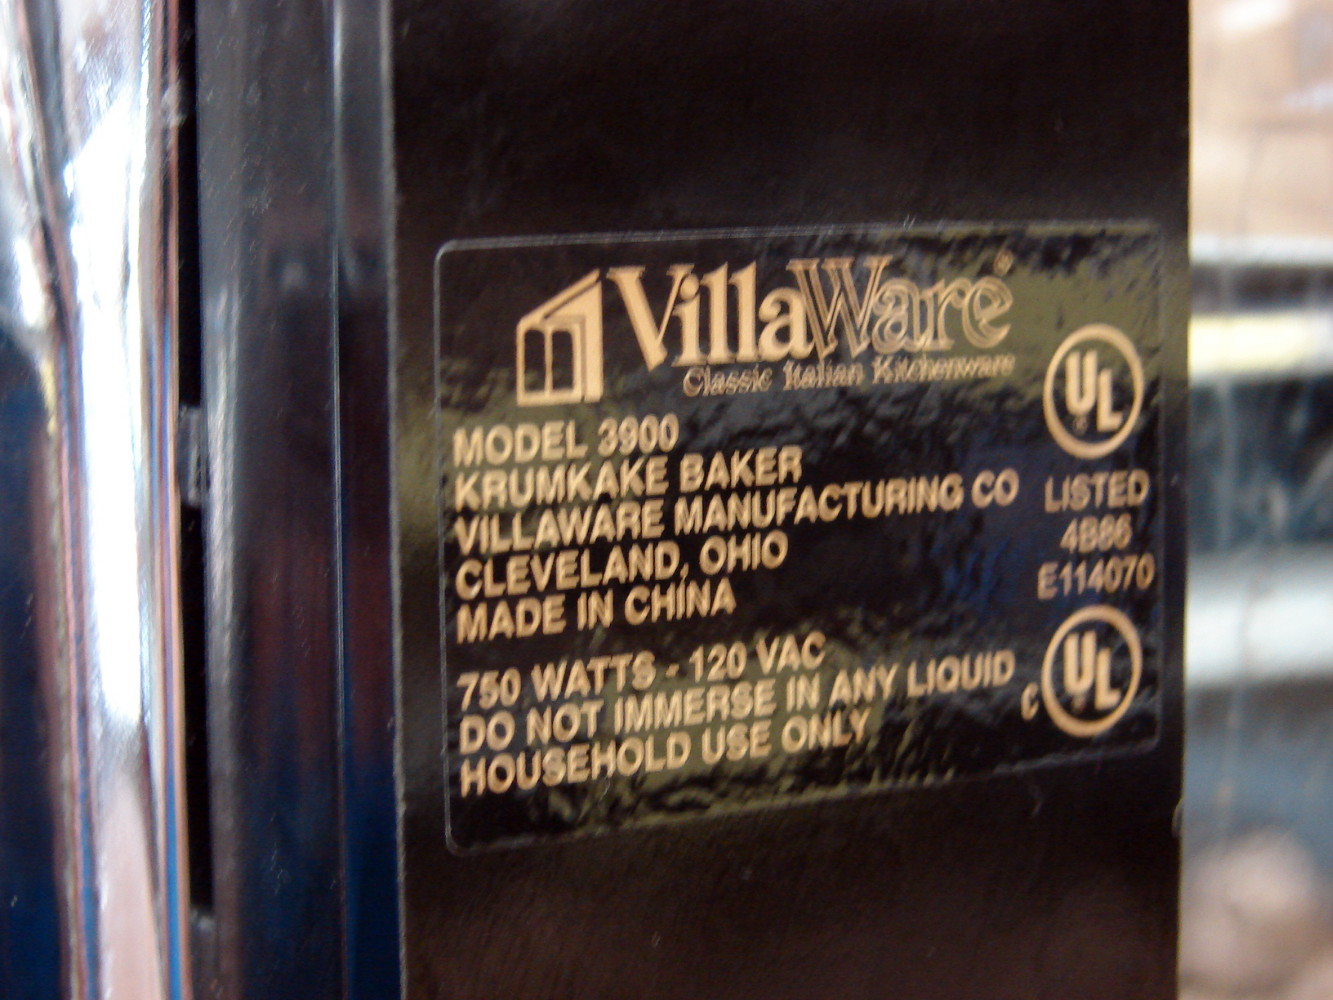 VillaWare®
Classic Italian Kitchenware
MODEL 3900
KRUMKAKE BAKER
VILLAWARE MANUFACTURING CO
CLEVELAND, OHIO
MADE IN CHINA
750 WATTS - 120 VAC
DO NOT IMMERSE IN ANY LIQUID
HOUSEHOLD USE ONLY
UL
LISTED
4B86
E114070
C UL